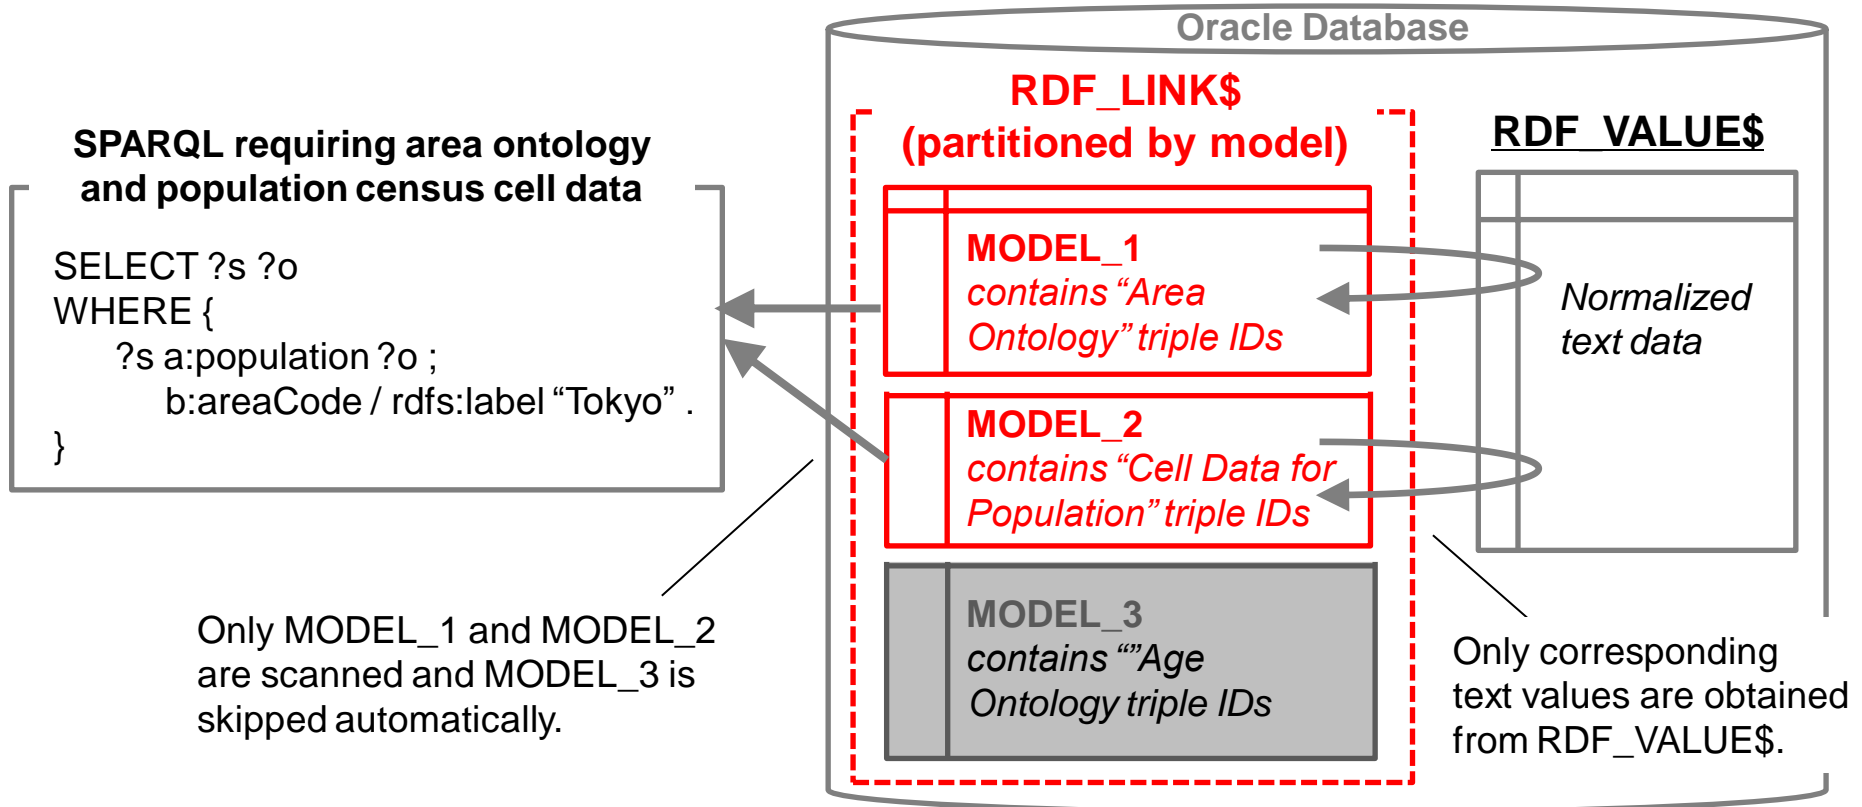 Oracle Database
SPARQL requiring area ontology
and population census cell data
SELECT ?s ?o
WHERE {
?s a:population ?o ;
b:areaCode / rdfs:label “Tokyo” .
}
RDF_LINK$
(partitioned by model)
RDF_VALUE$
MODEL_1
contains “Area
Ontology” triple IDs
MODEL_2
contains “Cell Data for
Population” triple IDs
MODEL_3
contains “”Age
Ontology triple IDs
Normalized
text data
Only MODEL_1 and MODEL_2
are scanned and MODEL_3 is
skipped automatically.
Only corresponding
text values are obtained
from RDF_VALUE$.